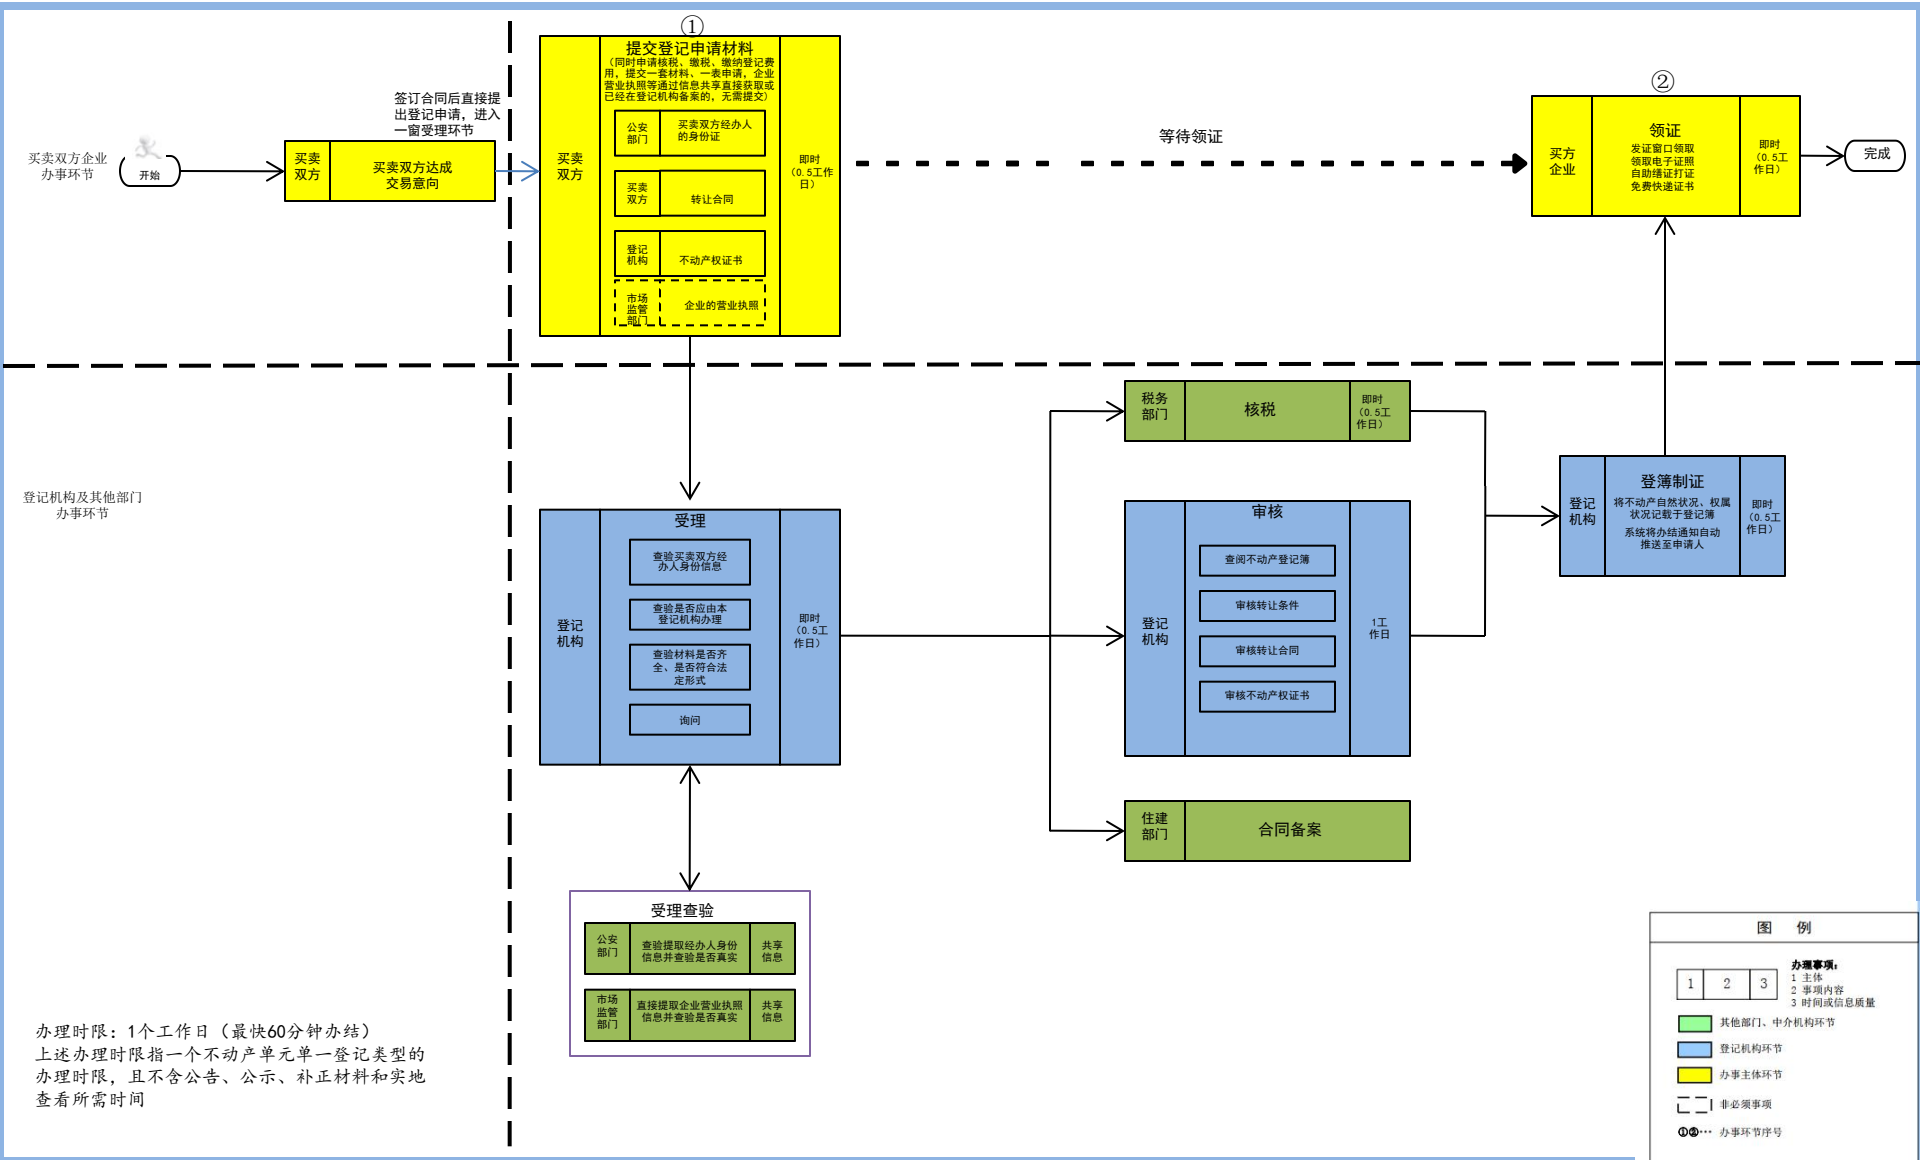 买卖双方企业
办事环节
开始
买卖
双方
买卖双方达成
交易意向
签订合同后直接提
出登记申请，进入
一窗受理环节
①
买卖
双方
提交登记申请材料
（同时申请核税、缴税、缴纳登记费
用，提交一套材料、一表申请，企业
营业执照等通过信息共享直接获取或
已经在登记机构备案的，无需提交）
公安
部门
买卖双方经办人
的身份证
买卖
双方
转让合同
登记
机构
不动产权证书
市场
监管
部门
企业的营业执照
即时
（0.5工作
日）
等待领证
②
买方
企业
领证
发证窗口领取
领取电子证照
自助缮证打证
免费快递证书
即时
（0.5工
作日）
完成
登记机构及其他部门
办事环节
登记
机构
受理
查验买卖双方经
办人身份信息
查验是否应由本
登记机构办理
查验材料是否齐
全、是否符合法
定形式
询问
即时
（0.5工
作日）
税务
部门
核税
即时
（0.5工
作日）
登记
机构
审核
查阅不动产登记簿
审核转让条件
审核转让合同
审核不动产权证书
1工
作日
住建
部门
合同备案
登记
机构
登簿制证
将不动产自然状况、权属
状况记载于登记簿
系统将办结通知自动
推送至申请人
即时
（0.5工
作日）
受理查验
公安
部门
查验提取经办人身份
信息并查验是否真实
共享
信息
市场
监管
部门
直接提取企业营业执照
信息并查验是否真实
共享
信息
办理时限：1个工作日（最快60分钟办结）
上述办理时限指一个不动产单元单一登记类型的
办理时限，且不含公告、公示、补正材料和实地
查看所需时间
图 例
1 2 3
办理事项：
1 主体
2 事项内容
3 时间或信息质量
其他部门、中介机构环节
登记机构环节
办事主体环节
非必须事项
①②… 办事环节序号